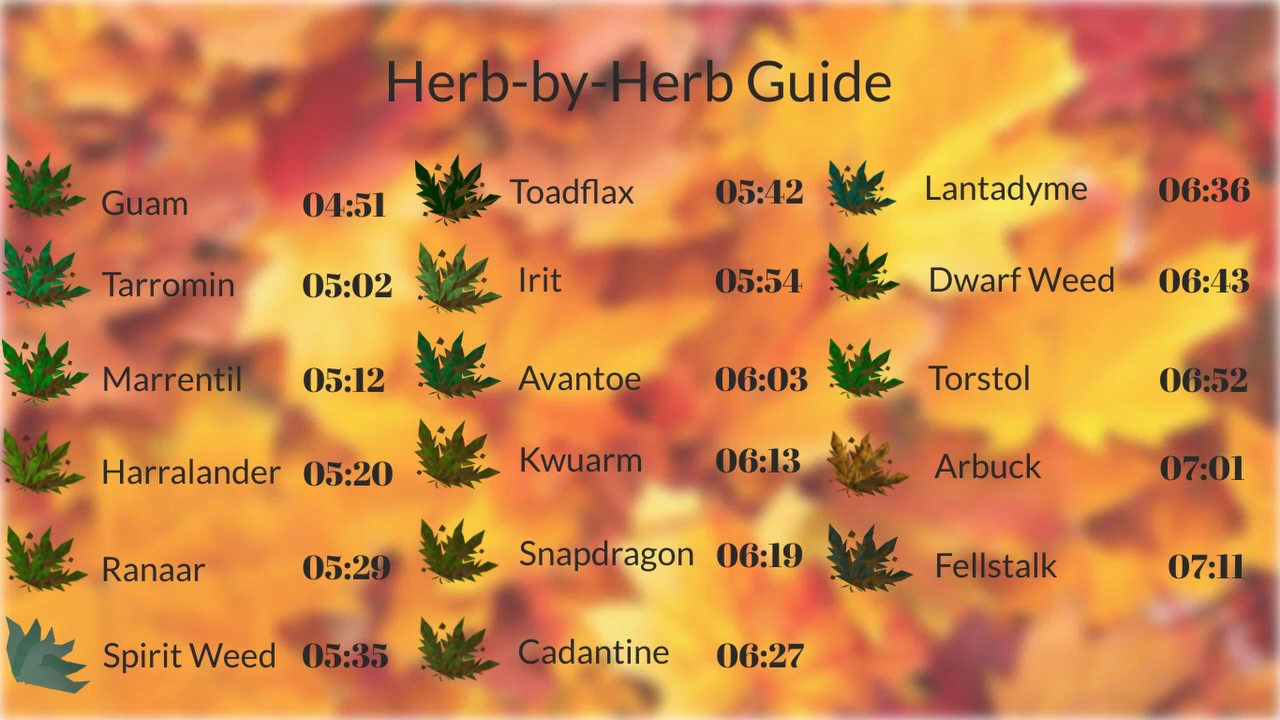 Herb-by-Herb Guide
Guam 04:51
Tarromin 05:02
Marrentil 05:12
Harralander 05:20
Ranaar 05:29
Spirit Weed 05:35
Toadflax 05:42
Irit 05:54
Avantoe 06:03
Kwuarm 06:13
Snapdragon 06:19
Cadantine 06:27
Lantadyme 06:36
Dwarf Weed 06:43
Torstol 06:52
Arbuck 07:01
Fellstalk 07:11